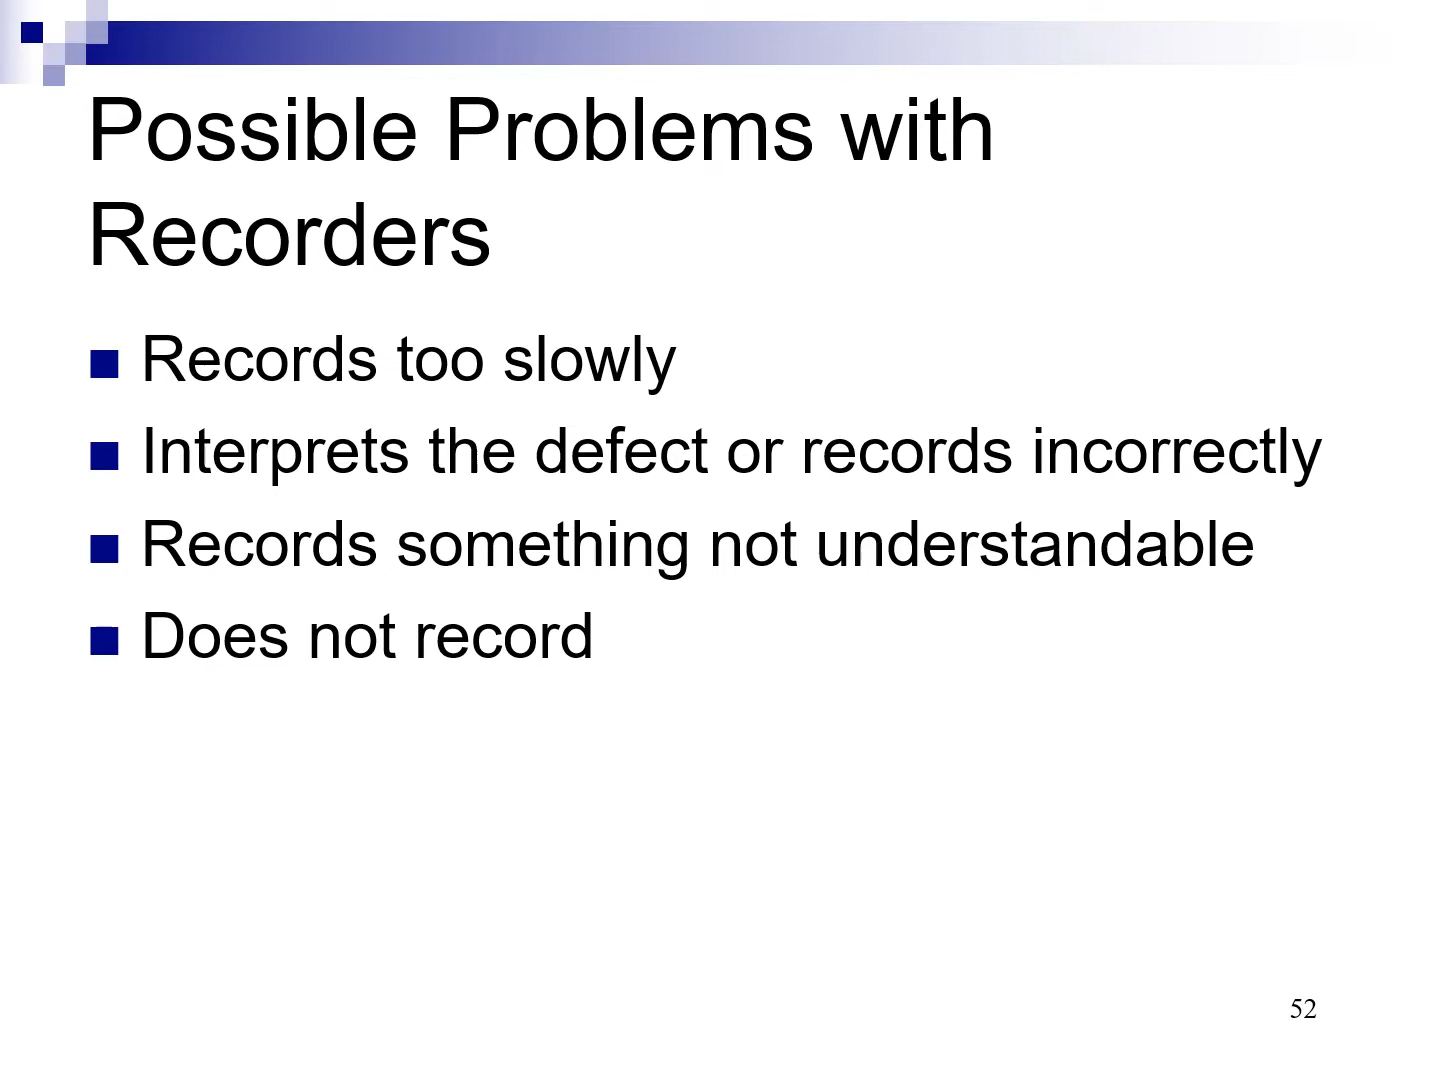 Possible Problems with
Recorders
Records too slowly
Interprets the defect or records incorrectly
Records something not understandable
Does not record
52